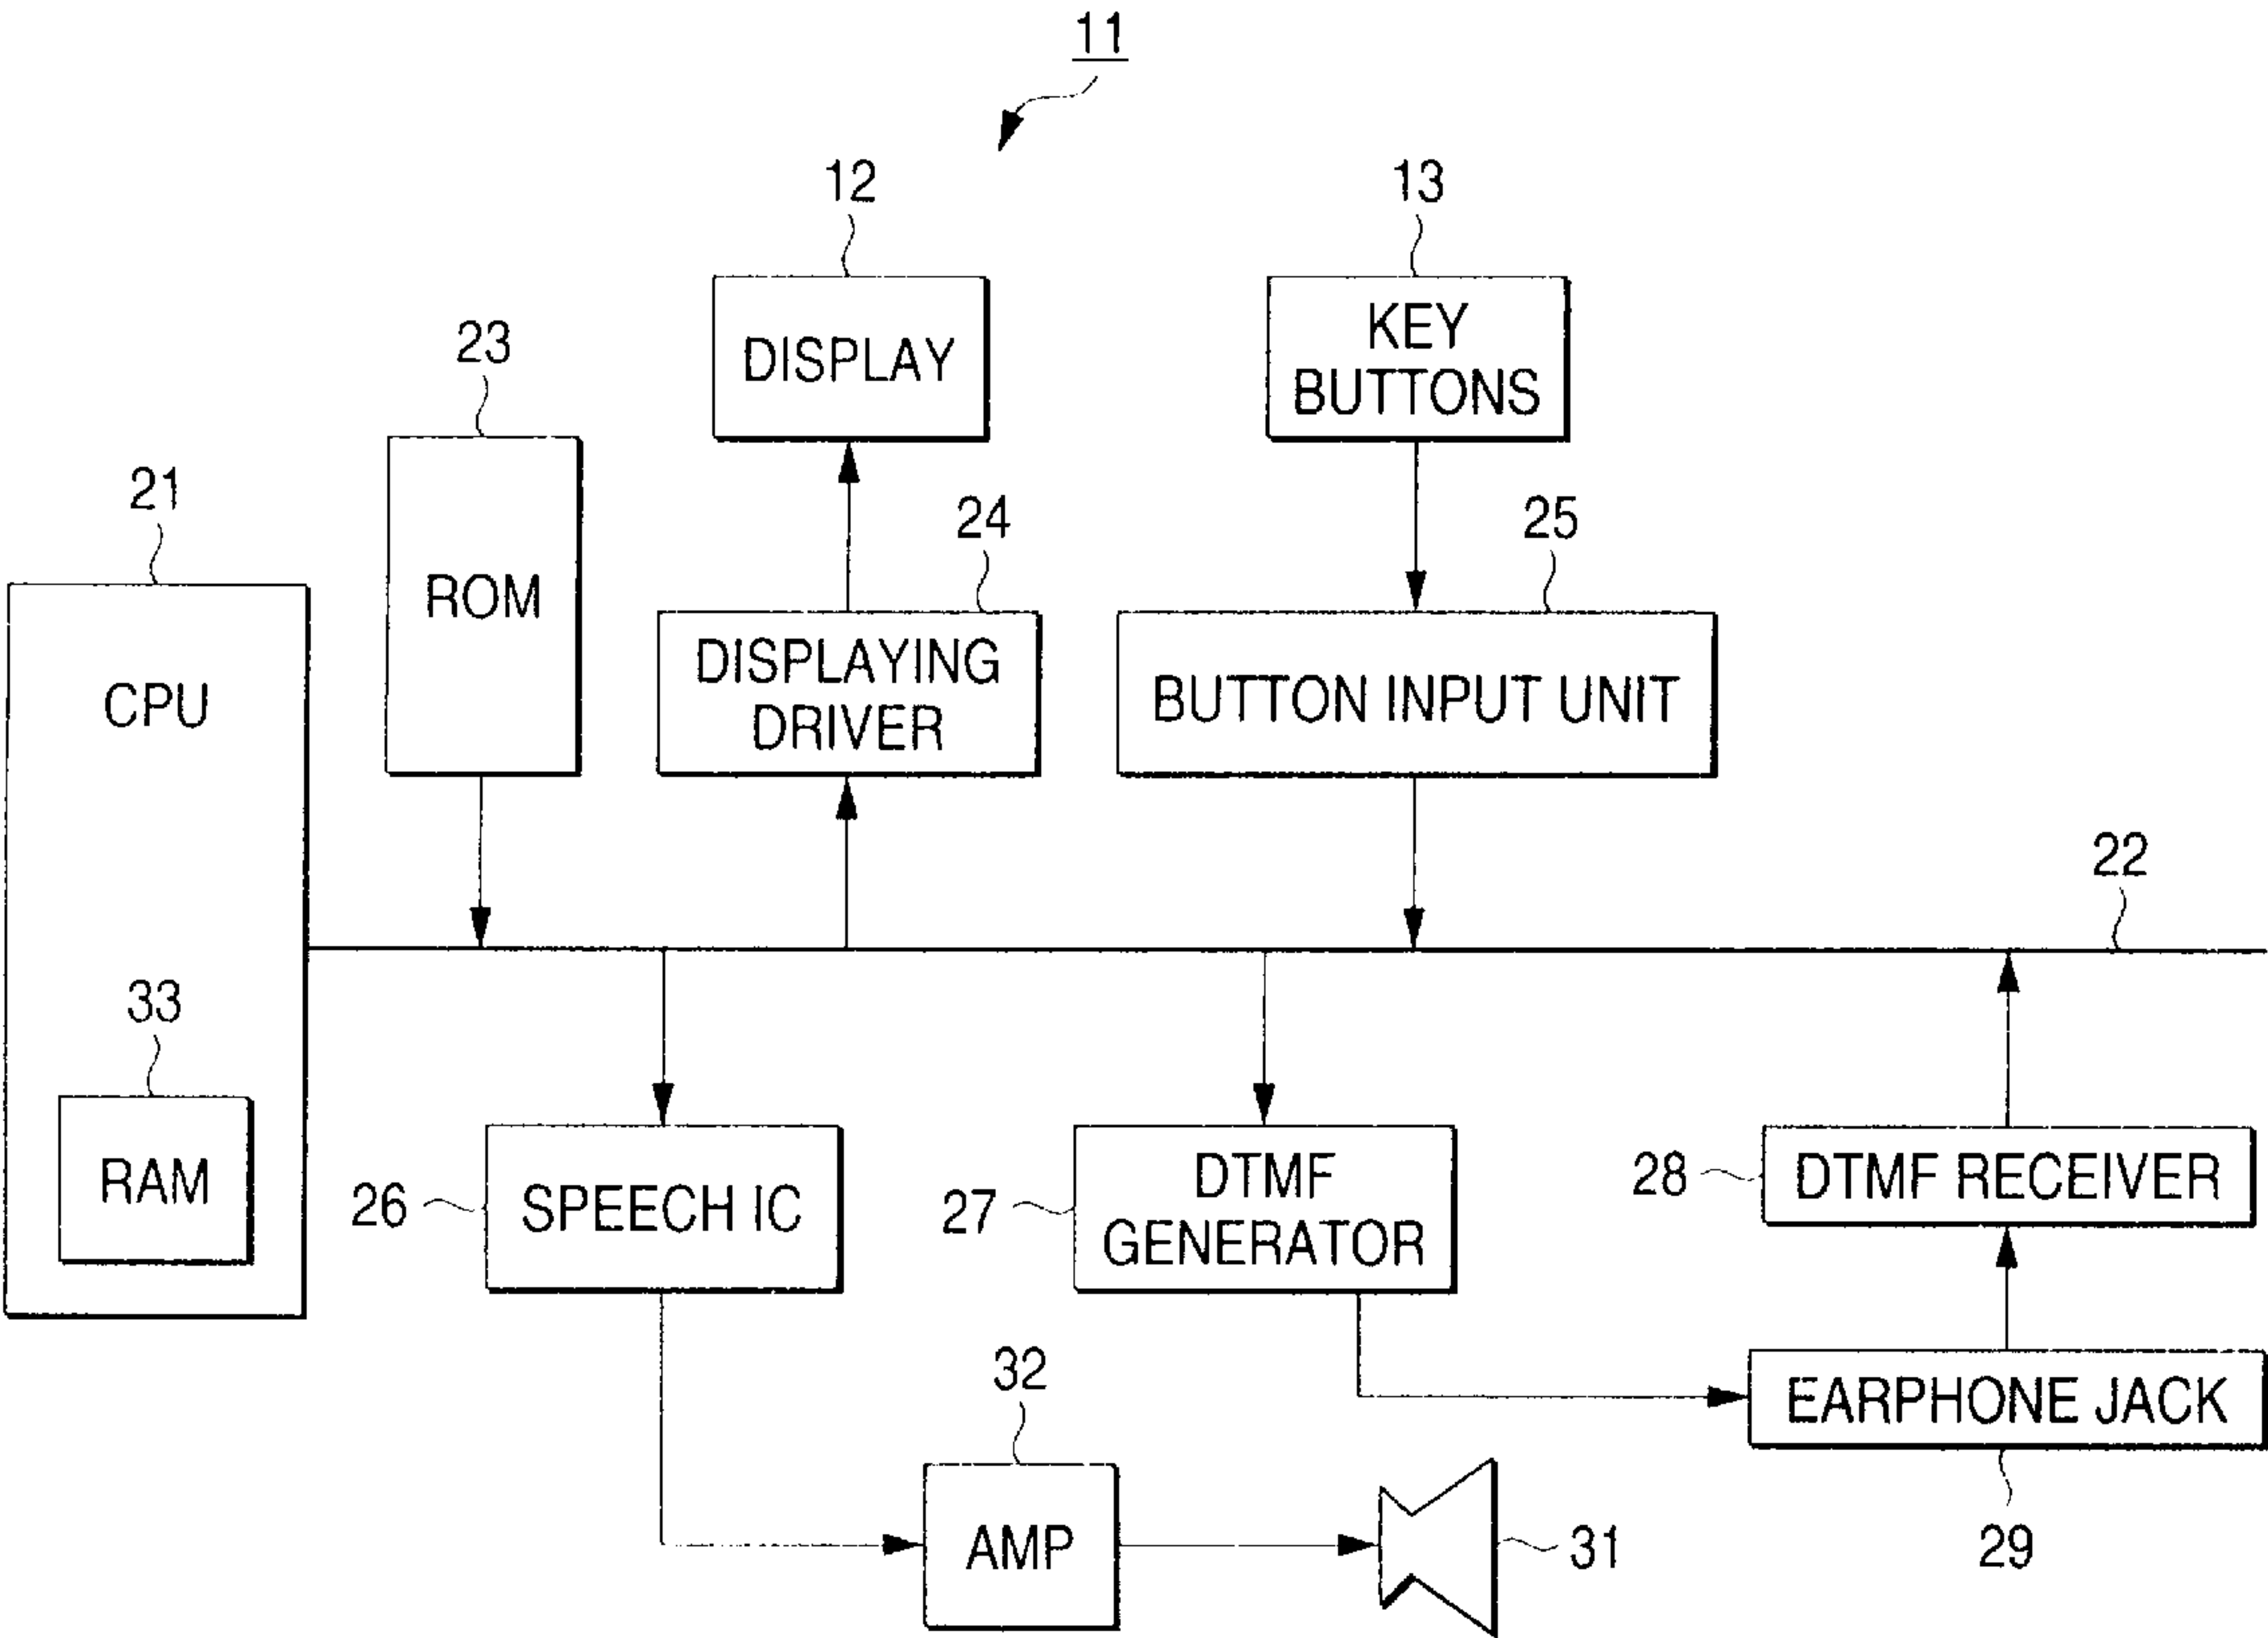 11
12
13
DISPLAY
KEY
BUTTONS
23
ROM
21
CPU
24
DISPLAYING
DRIVER
25
BUTTON INPUT UNIT
22
33
RAM
26
SPEECH IC
27
DTMF
GENERATOR
28
DTMF RECEIVER
EARPHONE JACK
29
32
AMP
31